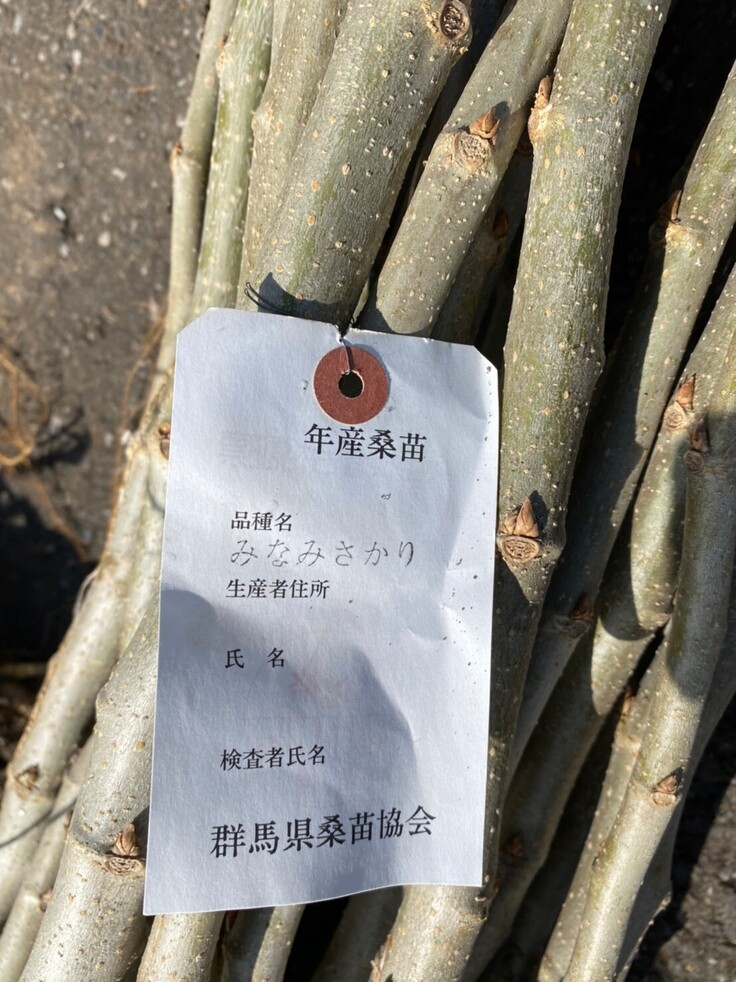 年産桑苗
品種名
みなみさかり
生産者住所
氏　名
検査者氏名
群馬県桑苗協会